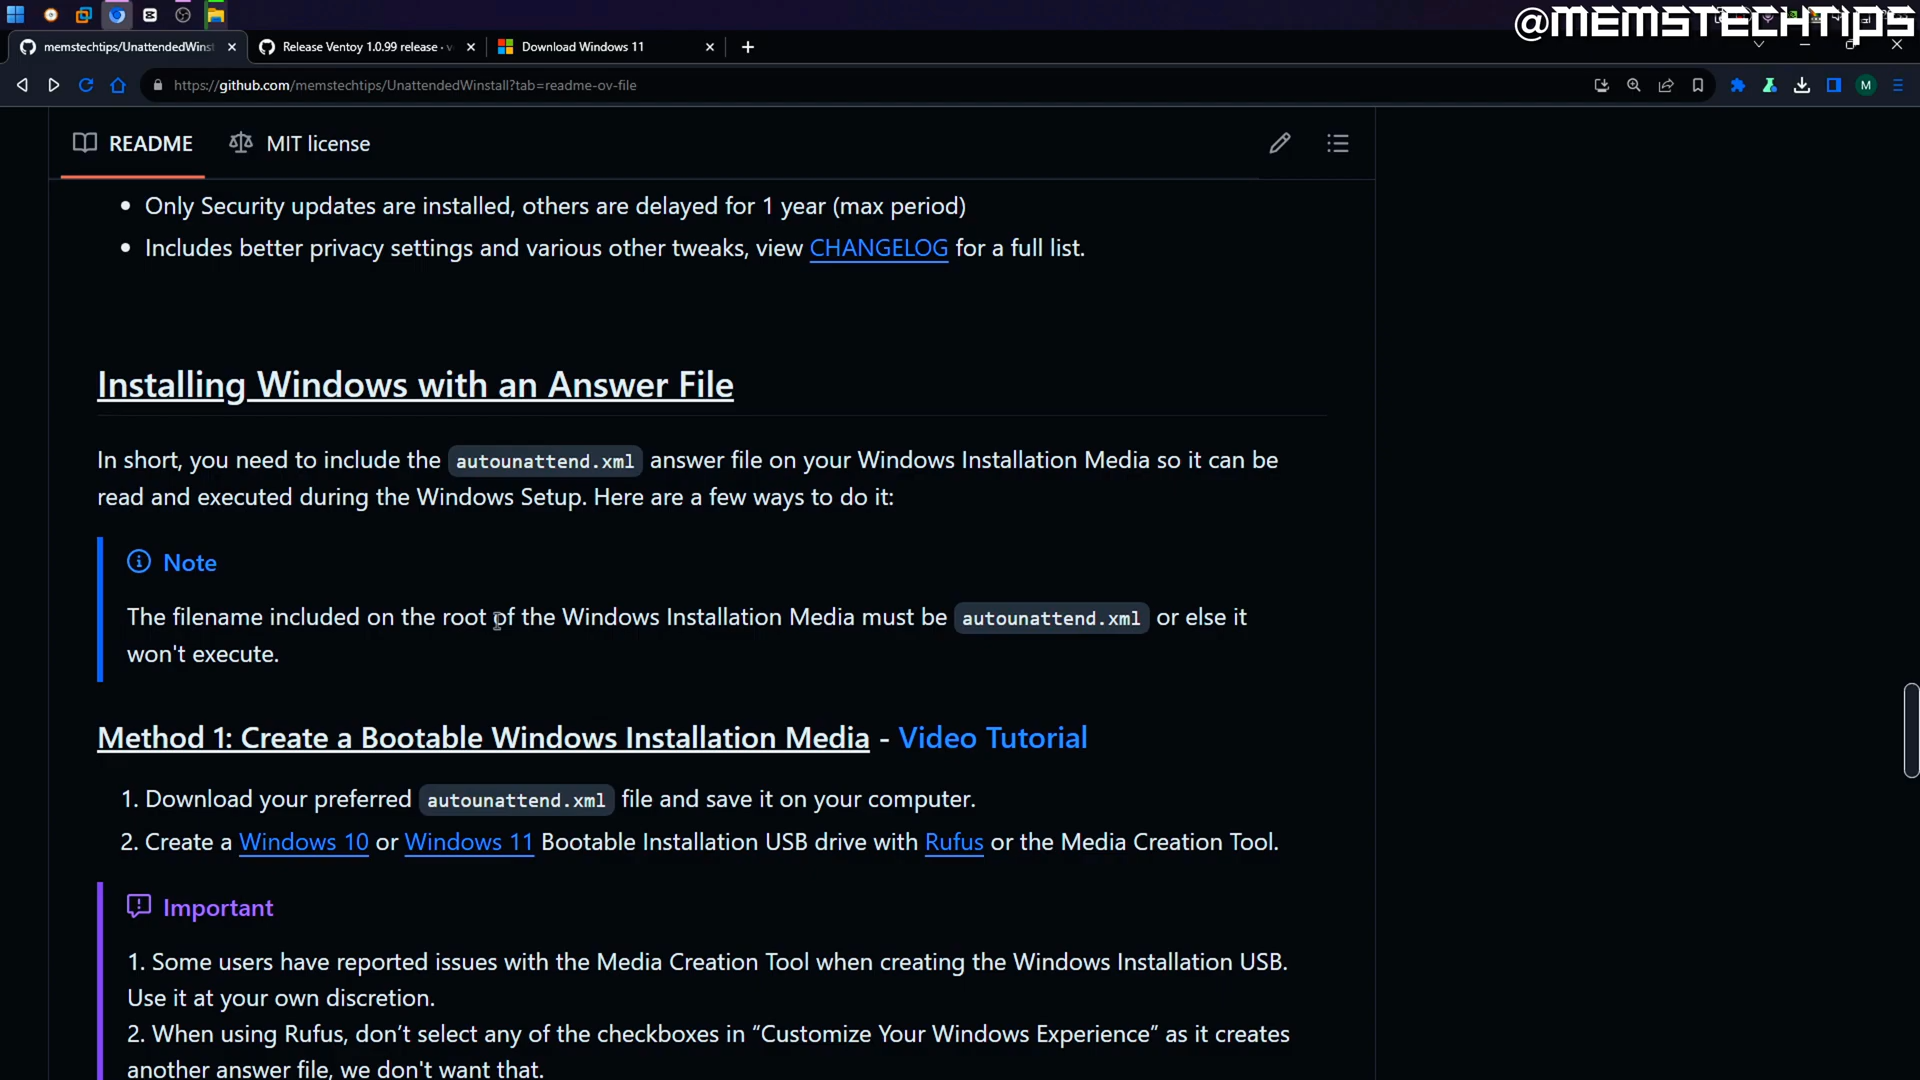 @MEMSTECHTIPS
memstechtips/UnattendedWinst
Release Ventoy 1.0.99 release · v
Download Windows 11
https://github.com/memstechtips/UnattendedWinstall?tab=readme-ov-file
M
README
MIT license
• Only Security updates are installed, others are delayed for 1 year (max period)
• Includes better privacy settings and various other tweaks, view CHANGELOG for a full list.
Installing Windows with an Answer File
In short, you need to include the autounattend.xml answer file on your Windows Installation Media so it can be
read and executed during the Windows Setup. Here are a few ways to do it:
Note
The filename included on the root of the Windows Installation Media must be autounattend.xml or else it
won't execute.
Method 1: Create a Bootable Windows Installation Media - Video Tutorial
1. Download your preferred autounattend.xml file and save it on your computer.
2. Create a Windows 10 or Windows 11 Bootable Installation USB drive with Rufus or the Media Creation Tool.
Important
1. Some users have reported issues with the Media Creation Tool when creating the Windows Installation USB.
Use it at your own discretion.
2. When using Rufus, don’t select any of the checkboxes in “Customize Your Windows Experience” as it creates
another answer file, we don't want that.